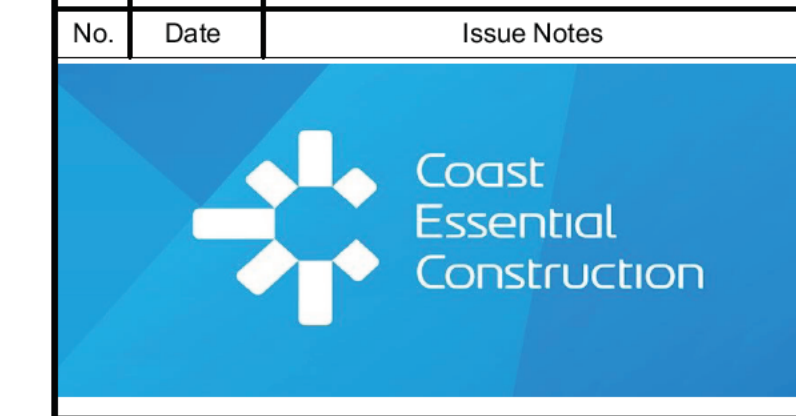 No. Date Issue Notes
Coast
Essential
Construction